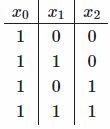 x₀ x₁ x₂
1 0 0
1 1 0
1 0 1
1 1 1